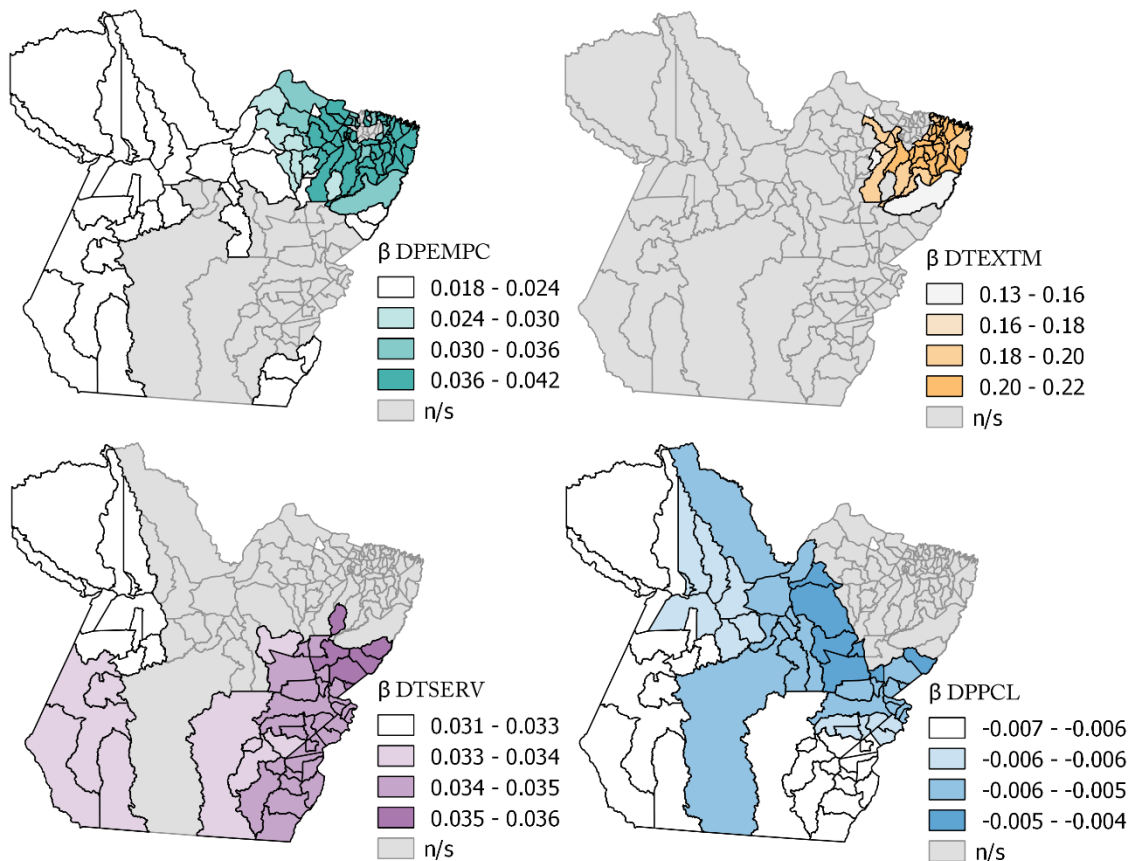 β DPEMPC
0.018 - 0.024
0.024 - 0.030
0.030 - 0.036
0.036 - 0.042
n/s
β DTEXTM
0.13 - 0.16
0.16 - 0.18
0.18 - 0.20
0.20 - 0.22
n/s
β DTSERV
0.031 - 0.033
0.033 - 0.034
0.034 - 0.035
0.035 - 0.036
n/s
β DPPCL
-0.007 - -0.006
-0.006 - -0.006
-0.006 - -0.005
-0.005 - -0.004
n/s